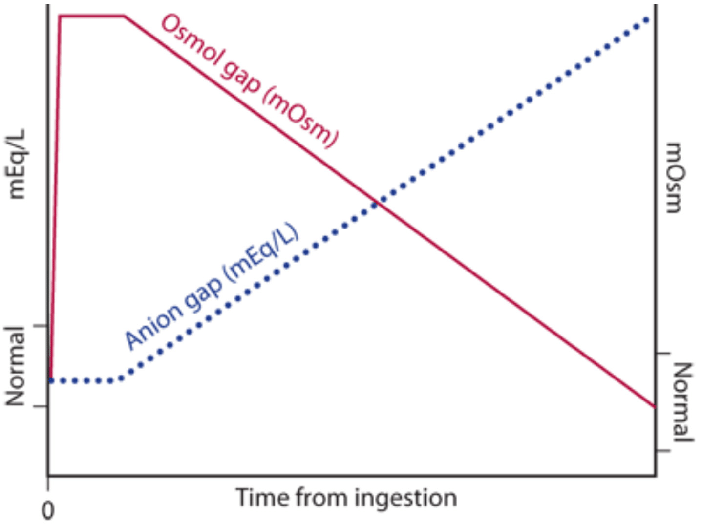 Osmol gap (mOsm)
mEq/L
mOsm
Anion gap (mEq/L)
Normal
Normal
0
Time from ingestion